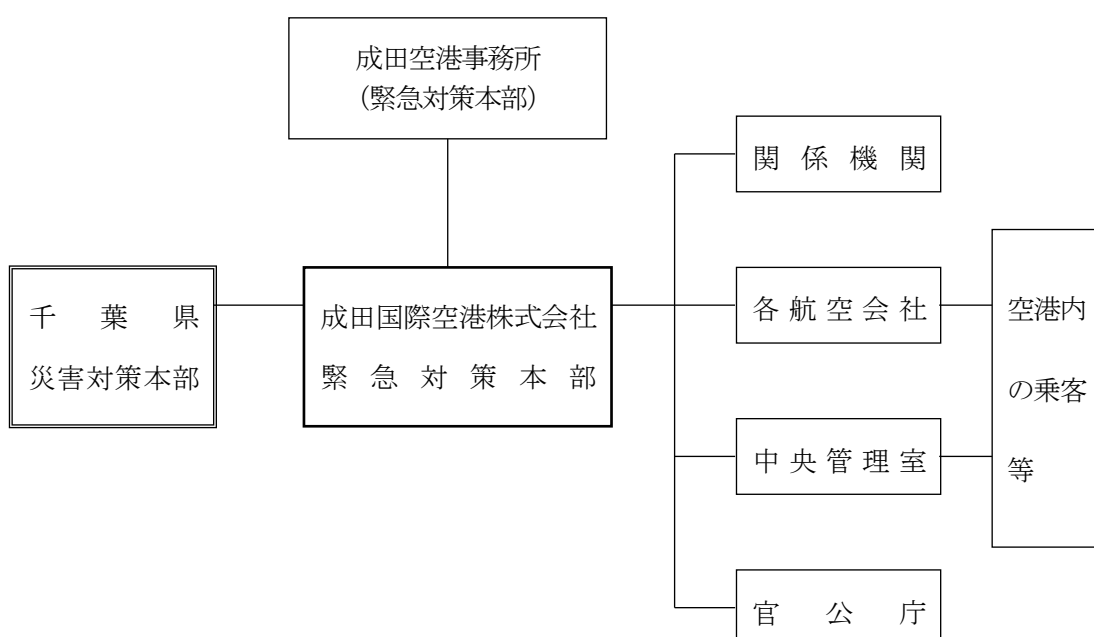 成田空港事務所
(緊急対策本部)
関係機関
千葉県
災害対策本部
成田国際空港株式会社
緊急対策本部
各航空会社
中央管理室
官公庁
空港内
の乗客
等